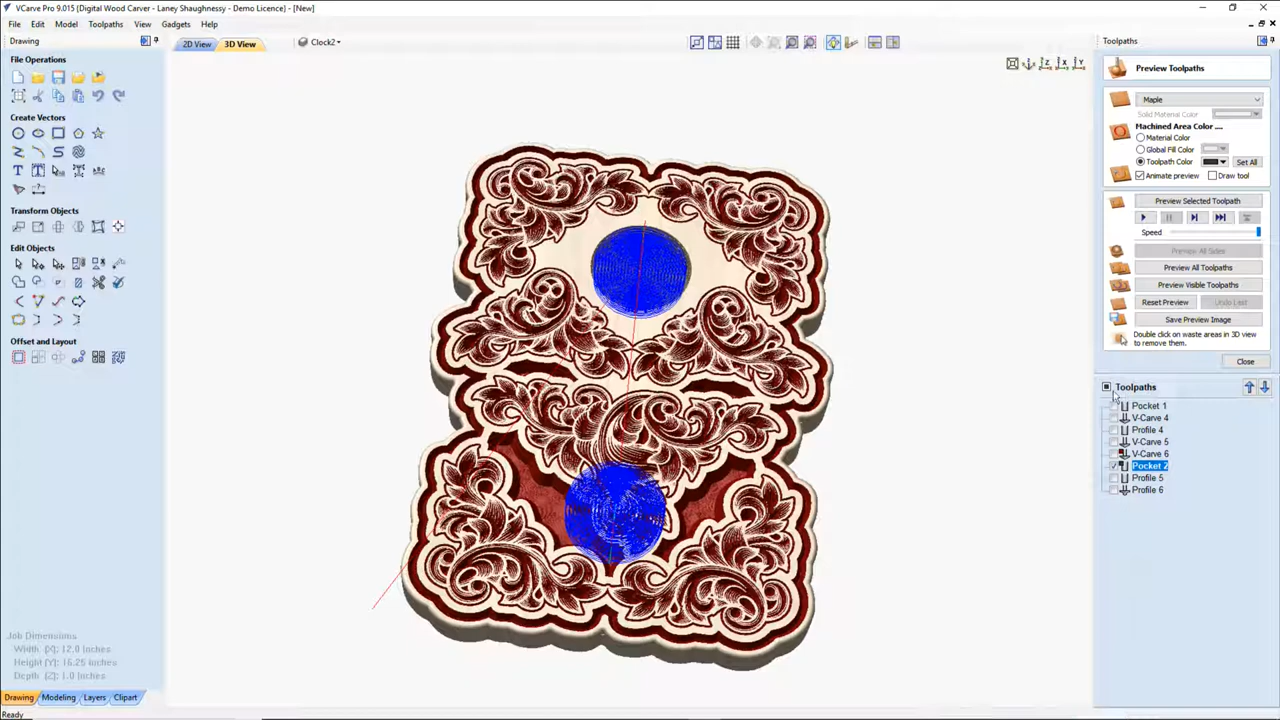 VCarve Pro 9.015 {Digital Wood Carver - Laney Shaughnessy - Demo Licence} - [New]
File Edit Model Toolpaths View Gadgets Help
Drawing
2D View 3D View Clock2
Toolpaths
File Operations
Create Vectors
Transform Objects
Edit Objects
Offset and Layout
Job Dimensions
Width (X): 12.0 inches
Height (Y): 16.25 inches
Depth (Z): 1.0 inches
Drawing Modeling Layers Clipart
Ready
Z X Y
Preview Toolpaths
Maple
Solid Material Color
Machined Area Color ....
Material Color
Global Fill Color
Toolpath Color Set All
Animate preview Draw tool
Preview Selected Toolpath
Speed
Preview All Sides
Preview All Toolpaths
Preview Visible Toolpaths
Reset Preview Undo Last
Save Preview Image
Double click on waste areas in 3D view
to remove them.
Close
Toolpaths
Pocket 1
V-Carve 4
Profile 4
V-Carve 5
V-Carve 6
Pocket 2
Profile 5
Profile 6